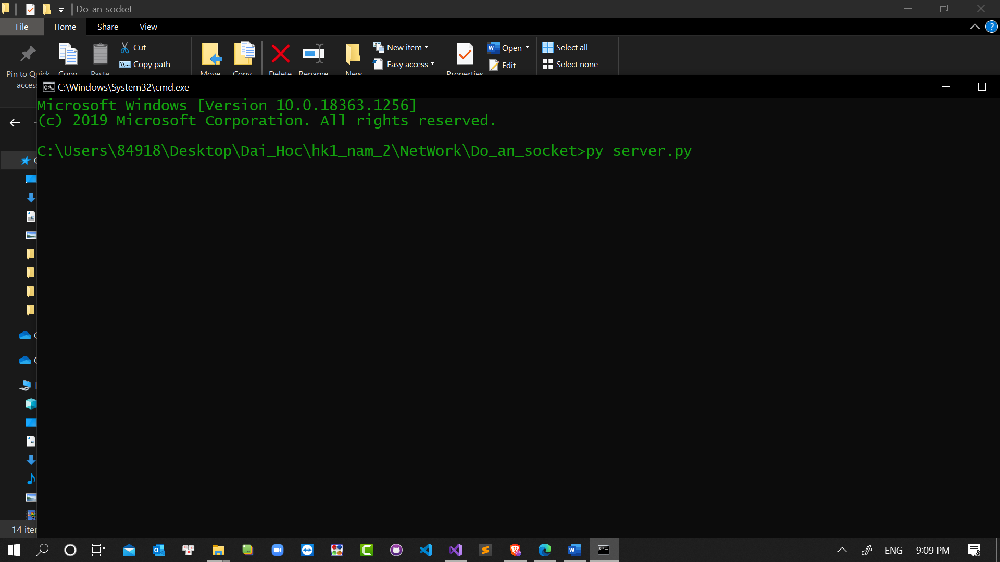 Do_an_socket
File Home Share View
Cut
New item
Open
Select all
Copy path
Easy access
Edit
Select none
Pin to Quick access
Copy
Paste
Move
Copy
Delete
Rename
New
Properties
C:\Windows\System32\cmd.exe
Microsoft Windows [Version 10.0.18363.1256]
(c) 2019 Microsoft Corporation. All rights reserved.
C:\Users\84918\Desktop\Dai_Hoc\hk1_nam_2\NetWork\Do_an_socket>py server.py
14 iter
ENG 9:09 PM